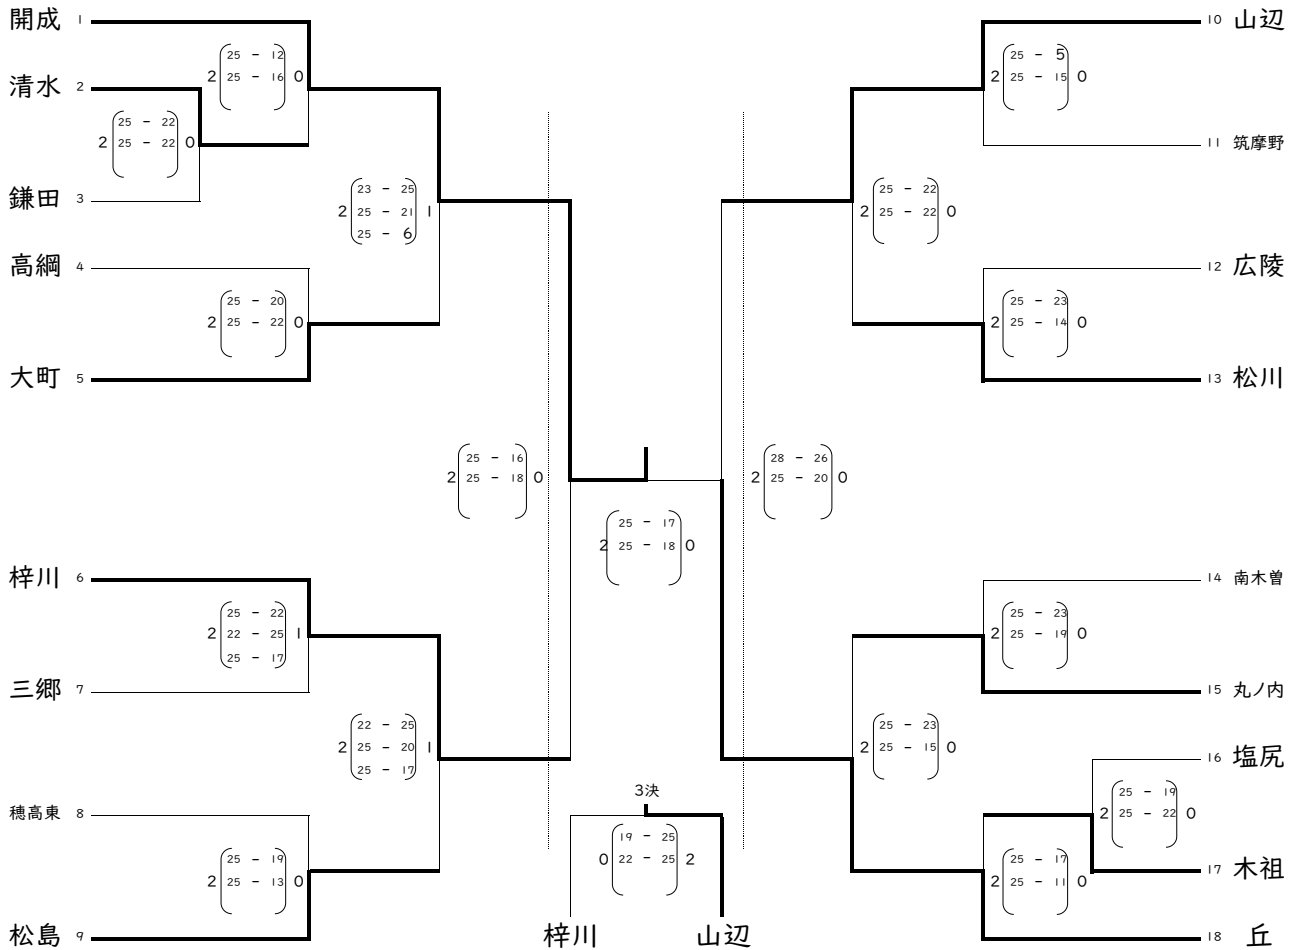 開成 1
25 - 12
2 25 - 16 0
清水 2
25 - 22
2 25 - 22 0
鎌田 3
23 - 25
2 25 - 21 1
25 - 6
高綱 4
25 - 20
2 25 - 22 0
大町 5
25 - 16
2 25 - 18 0
梓川 6
25 - 22
2 22 - 25 1
25 - 17
三郷 7
22 - 25
2 25 - 20 1
25 - 17
穂高東 8
25 - 19
2 25 - 13 0
松島 9
25 - 17
2 25 - 18 0
3決
19 - 25
0 22 - 25 2
梓川 山辺
10 山辺
25 - 5
2 25 - 15 0
11 筑摩野
25 - 22
2 25 - 22 0
12 広陵
25 - 23
2 25 - 14 0
13 松川
28 - 26
2 25 - 20 0
14 南木曽
25 - 23
2 25 - 19 0
15 丸ノ内
25 - 23
2 25 - 15 0
16 塩尻
25 - 19
2 25 - 22 0
17 木祖
25 - 17
2 25 - 11 0
18 丘